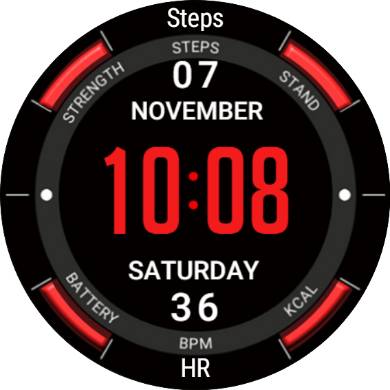 Steps
STEPS
07
STRENGTH
STAND
NOVEMBER
10:08
SATURDAY
BATTERY
KCAL
36
BPM
HR